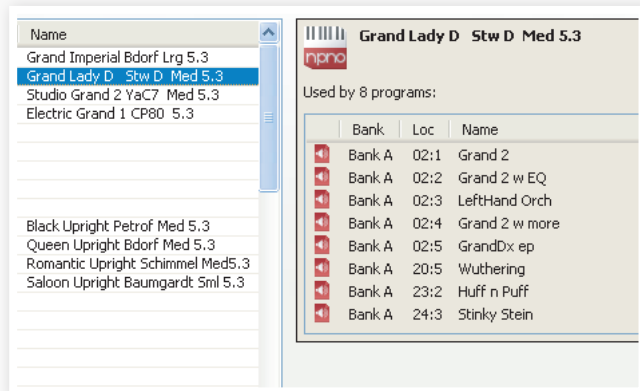 Name
Grand Imperial Bdorf Lrg 5.3
Grand Lady D   Stw D  Med 5.3
Studio Grand 2 YaC7  Med 5.3
Electric Grand 1 CP80  5.3
Black Upright Petrof Med 5.3
Queen Upright Bdorf Med 5.3
Romantic Upright Schimmel Med5.3
Saloon Upright Baumgardt Sml 5.3
npno
Grand Lady D   Stw D  Med 5.3
Used by 8 programs:
Bank Loc Name
Bank A 02:1 Grand 2
Bank A 02:2 Grand 2 w EQ
Bank A 02:3 LeftHand Orch
Bank A 02:4 Grand 2 w more
Bank A 02:5 GrandDx ep
Bank A 20:5 Wuthering
Bank A 23:2 Huff n Puff
Bank A 24:3 Stinky Stein